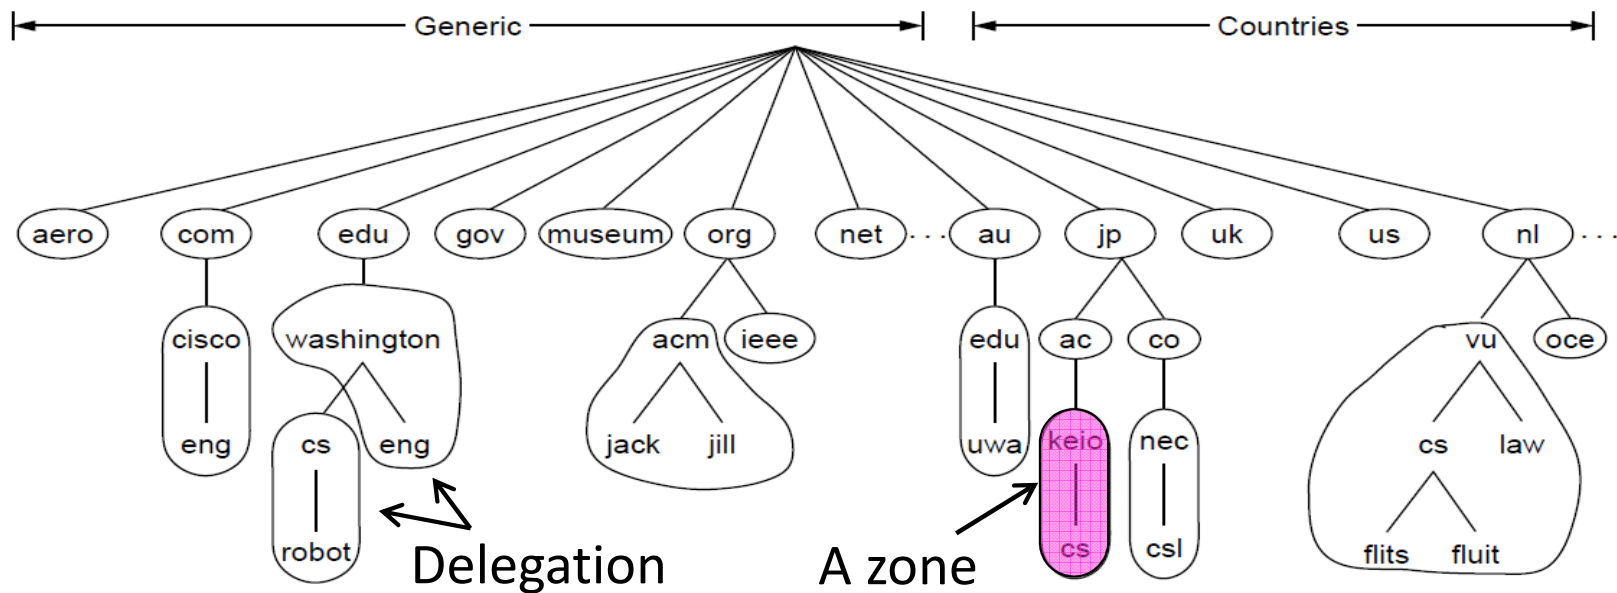 Generic Countries
aero com edu gov museum org net ... au jp uk us nl ...
cisco washington acm ieee edu ac co vu oce
eng cs eng jack jill uwa keio nec cs law
robot cs csl flits fluit
Delegation A zone